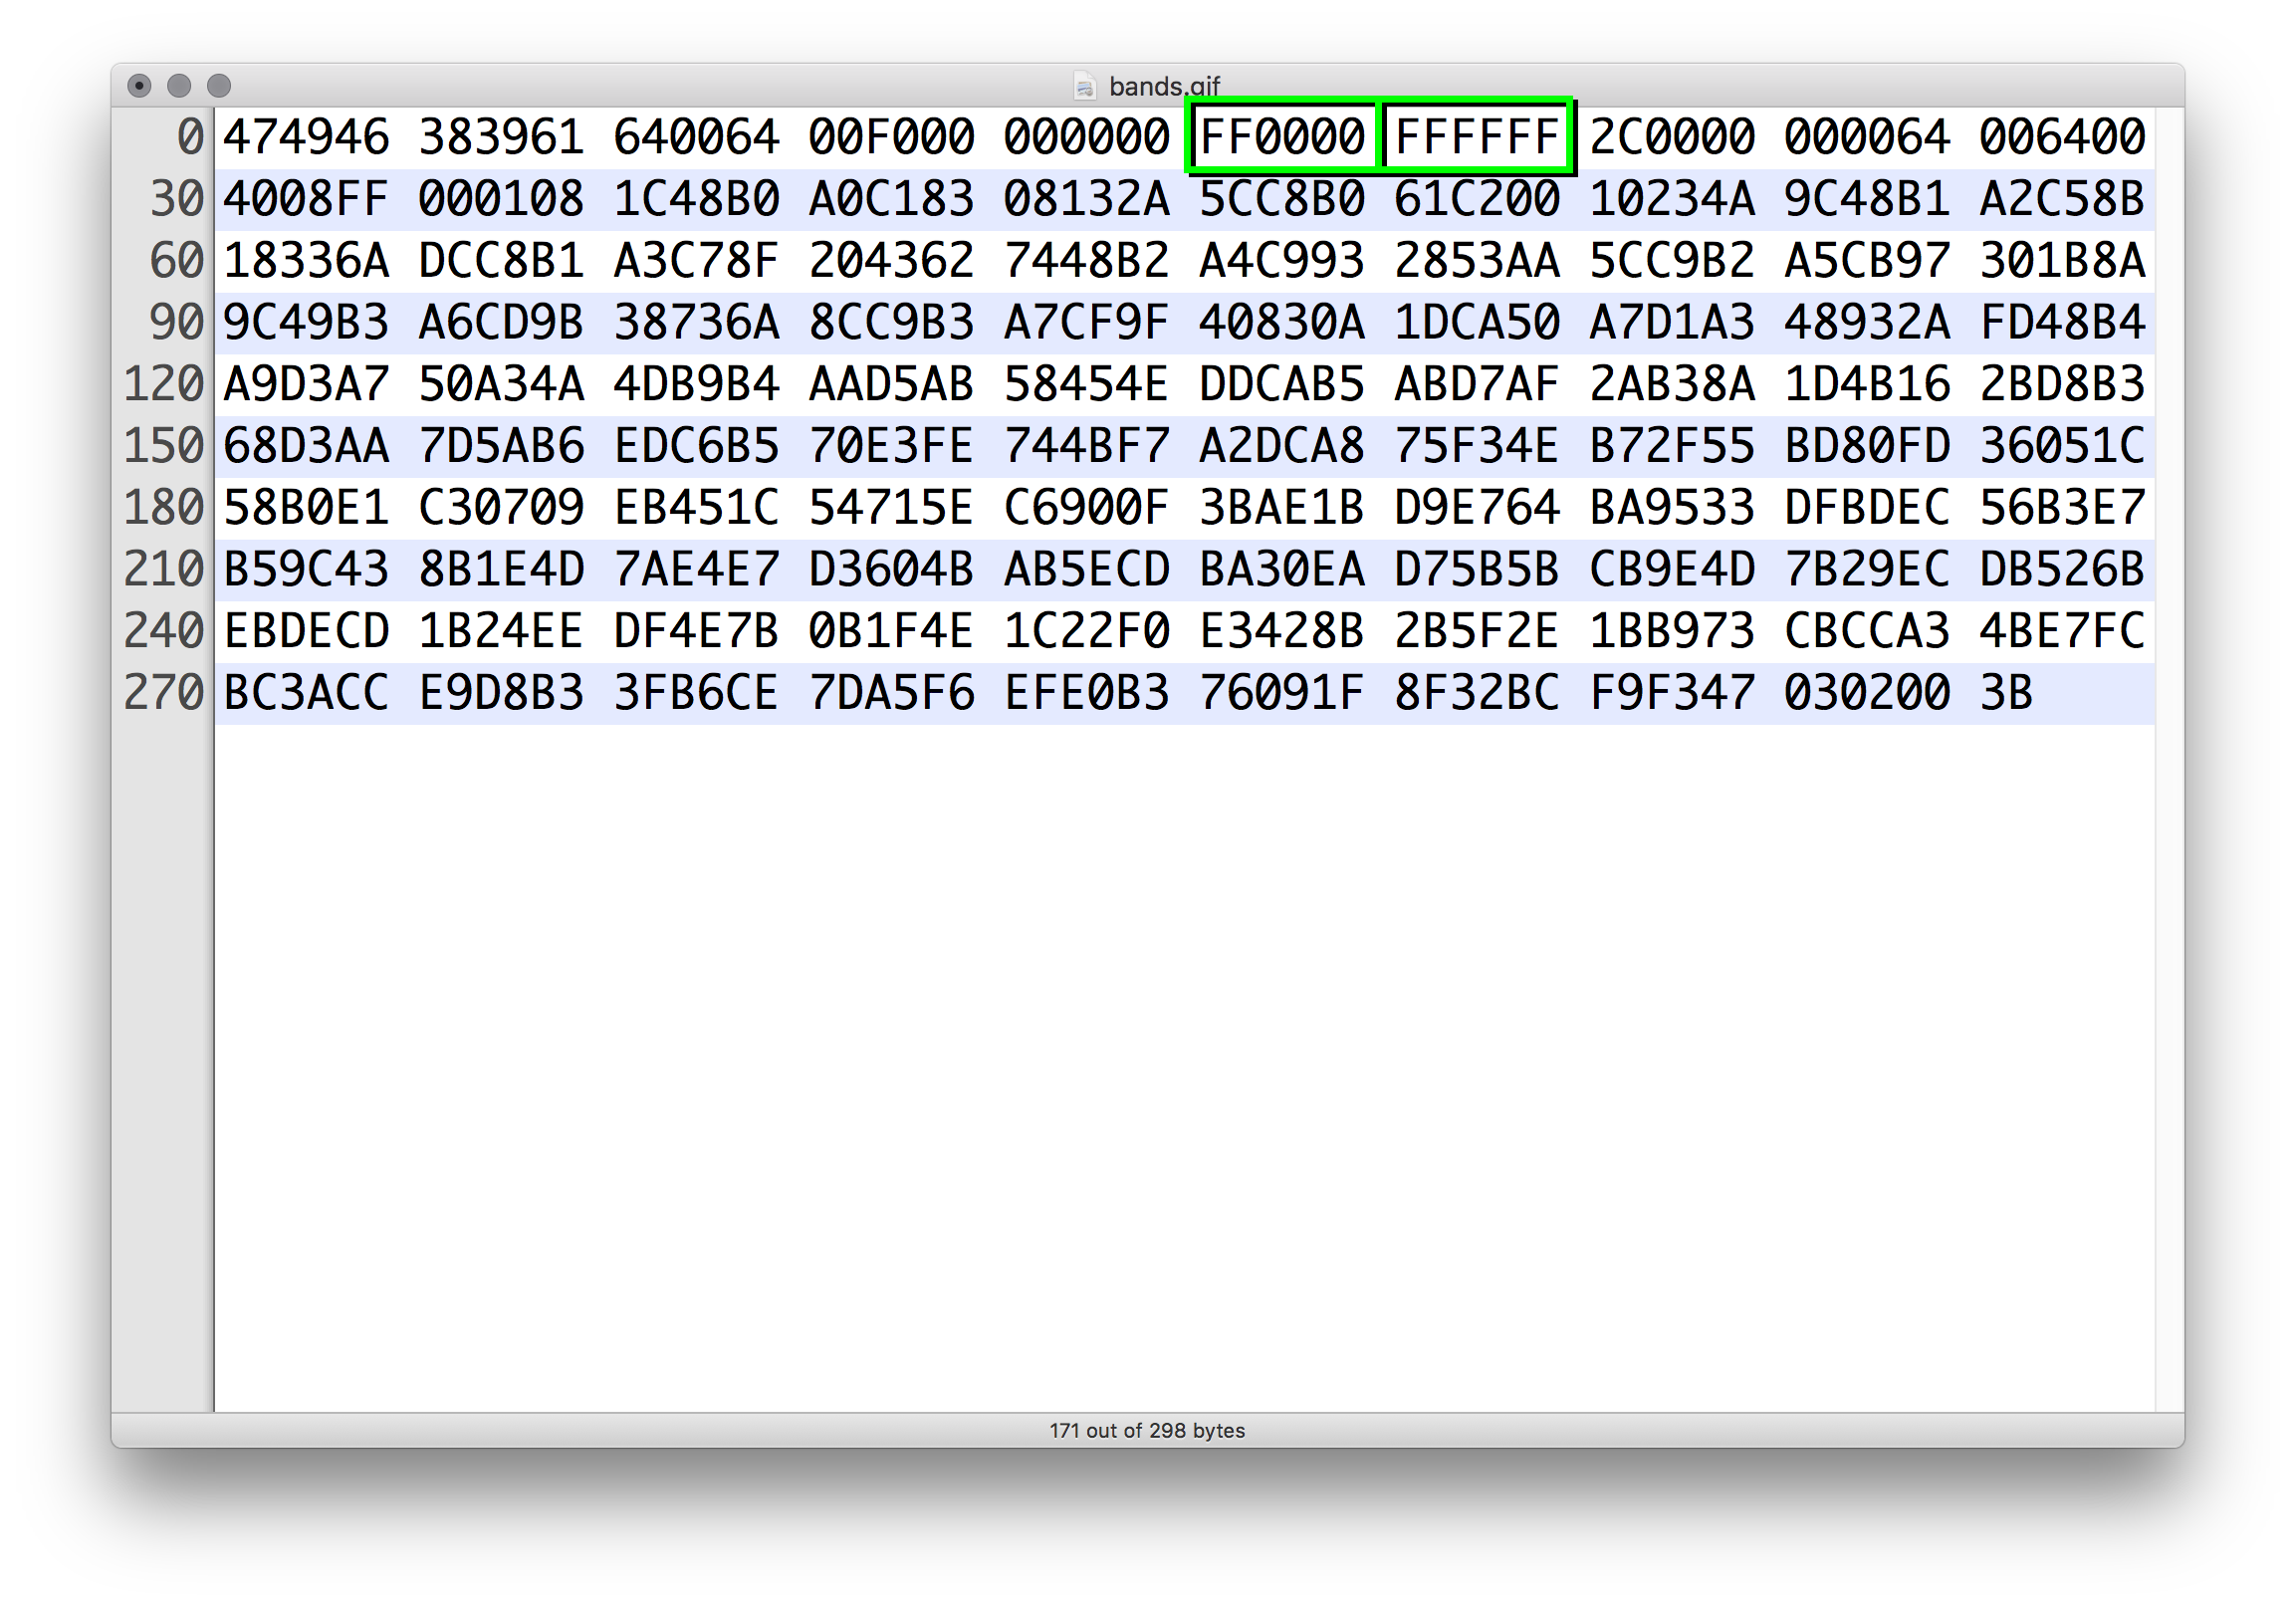 bands.gif
0 474946 383961 640064 00F000 000000 FF0000 FFFFFF 2C0000 000064 006400
30 4008FF 000108 1C48B0 A0C183 08132A 5CC8B0 61C200 10234A 9C48B1 A2C58B
60 18336A DCC8B1 A3C78F 204362 7448B2 A4C993 2853AA 5CC9B2 A5CB97 301B8A
90 9C49B3 A6CD9B 38736A 8CC9B3 A7CF9F 40830A 1DCA50 A7D1A3 48932A FD48B4
120 A9D3A7 50A34A 4DB9B4 AAD5AB 58454E DDCAB5 ABD7AF 2AB38A 1D4B16 2BD8B3
150 68D3AA 7D5AB6 EDC6B5 70E3FE 744BF7 A2DCA8 75F34E B72F55 BD80FD 36051C
180 58B0E1 C30709 EB451C 54715E C6900F 3BAE1B D9E764 BA9533 DFBDEC 56B3E7
210 B59C43 8B1E4D 7AE4E7 D3604B AB5ECD BA30EA D75B5B CB9E4D 7B29EC DB526B
240 EBDECD 1B24EE DF4E7B 0B1F4E 1C22F0 E3428B 2B5F2E 1BB973 CBCCA3 4BE7FC
270 BC3ACC E9D8B3 3FB6CE 7DA5F6 EFE0B3 76091F 8F32BC F9F347 030200 3B
171 out of 298 bytes